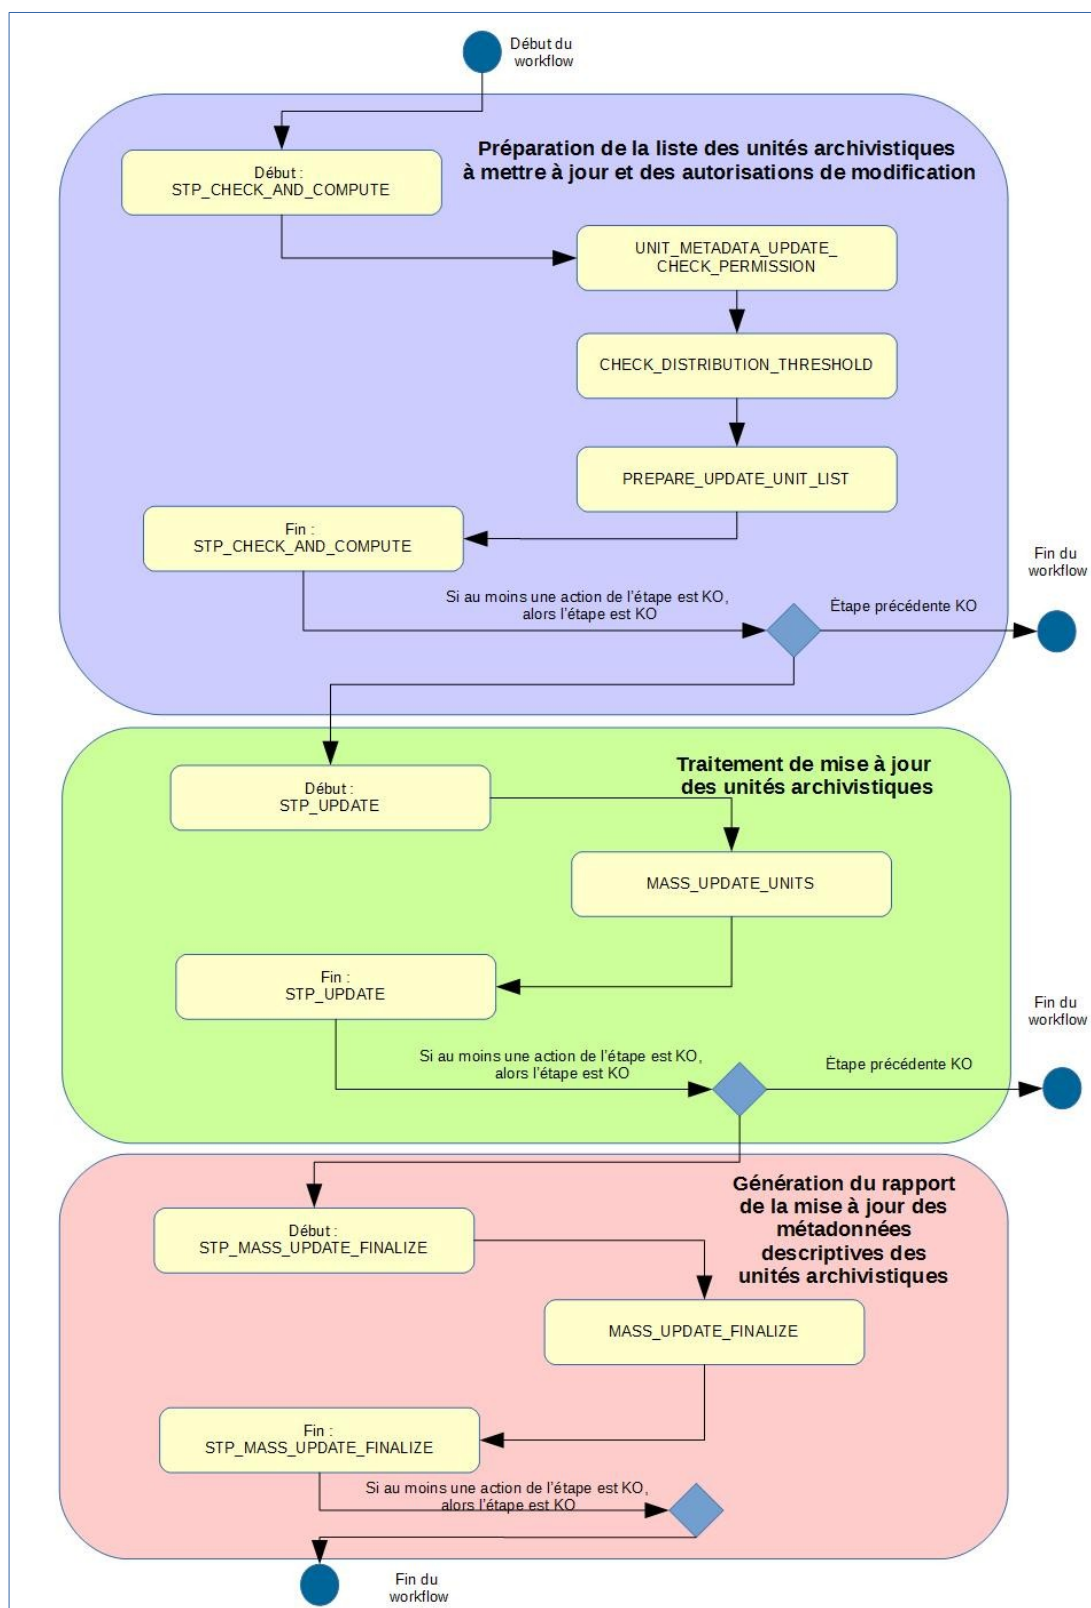 Début du
workflow
Préparation de la liste des unités archivistiques
à mettre à jour et des autorisations de modification
Début :
STP_CHECK_AND_COMPUTE
UNIT_METADATA_UPDATE_
CHECK_PERMISSION
CHECK_DISTRIBUTION_THRESHOLD
PREPARE_UPDATE_UNIT_LIST
Fin :
STP_CHECK_AND_COMPUTE
Si au moins une action de l'étape est KO,
alors l'étape est KO
Étape précédente KO
Fin du
workflow
Traitement de mise à jour
des unités archivistiques
Début :
STP_UPDATE
MASS_UPDATE_UNITS
Fin :
STP_UPDATE
Si au moins une action de l'étape est KO,
alors l'étape est KO
Étape précédente KO
Fin du
workflow
Génération du rapport
de la mise à jour des
métadonnées
descriptives des
unités archivistiques
Début :
STP_MASS_UPDATE_FINALIZE
MASS_UPDATE_FINALIZE
Fin :
STP_MASS_UPDATE_FINALIZE
Si au moins une action de l'étape est KO,
alors l'étape est KO
Fin du
workflow